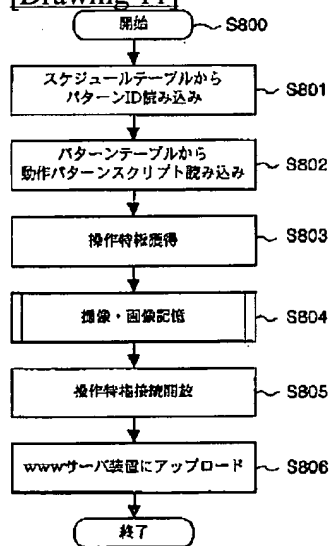 [Drawing 11]
開始 S800
スケジュールテーブルから
パターンID読み込み S801
パターンテーブルから
動作パターンスクリプト読み込み S802
操作特権獲得 S803
撮像・画像記憶 S804
操作特権接続開放 S805
wwwサーバ装置にアップロード S806
終了